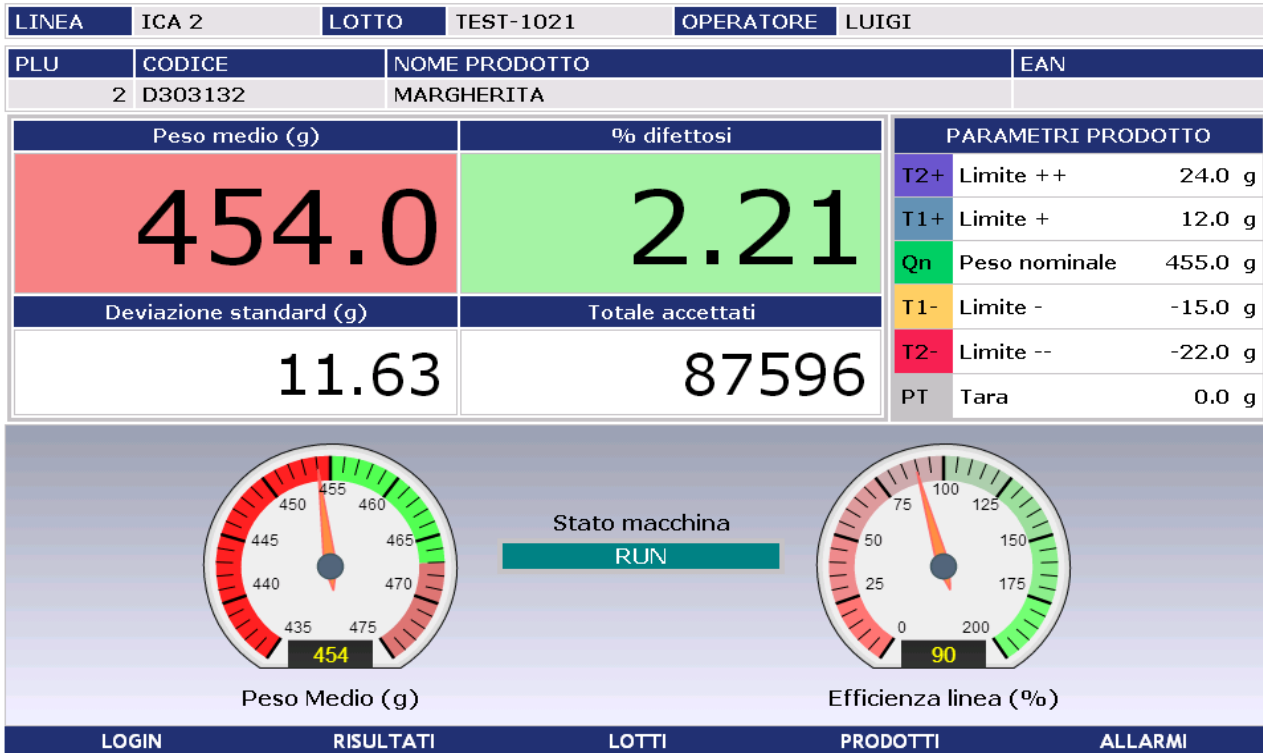 LINEA ICA 2 LOTTO TEST-1021 OPERATORE LUIGI
PLU CODICE NOME PRODOTTO EAN
2 D303132 MARGHERITA
Peso medio (g) % difettosi PARAMETRI PRODOTTO
454.0 2.21
T2+ Limite ++ 24.0 g
T1+ Limite + 12.0 g
Qn Peso nominale 455.0 g
Deviazione standard (g) Totale accettati
T1- Limite - -15.0 g
11.63 87596
T2- Limite -- -22.0 g
PT Tara 0.0 g
435 440 445 450 455 460 465 470 475
454
Peso Medio (g)
Stato macchina
RUN
0 25 50 75 100 125 150 175 200
90
Efficienza linea (%)
LOGIN RISULTATI LOTTI PRODOTTI ALLARMI